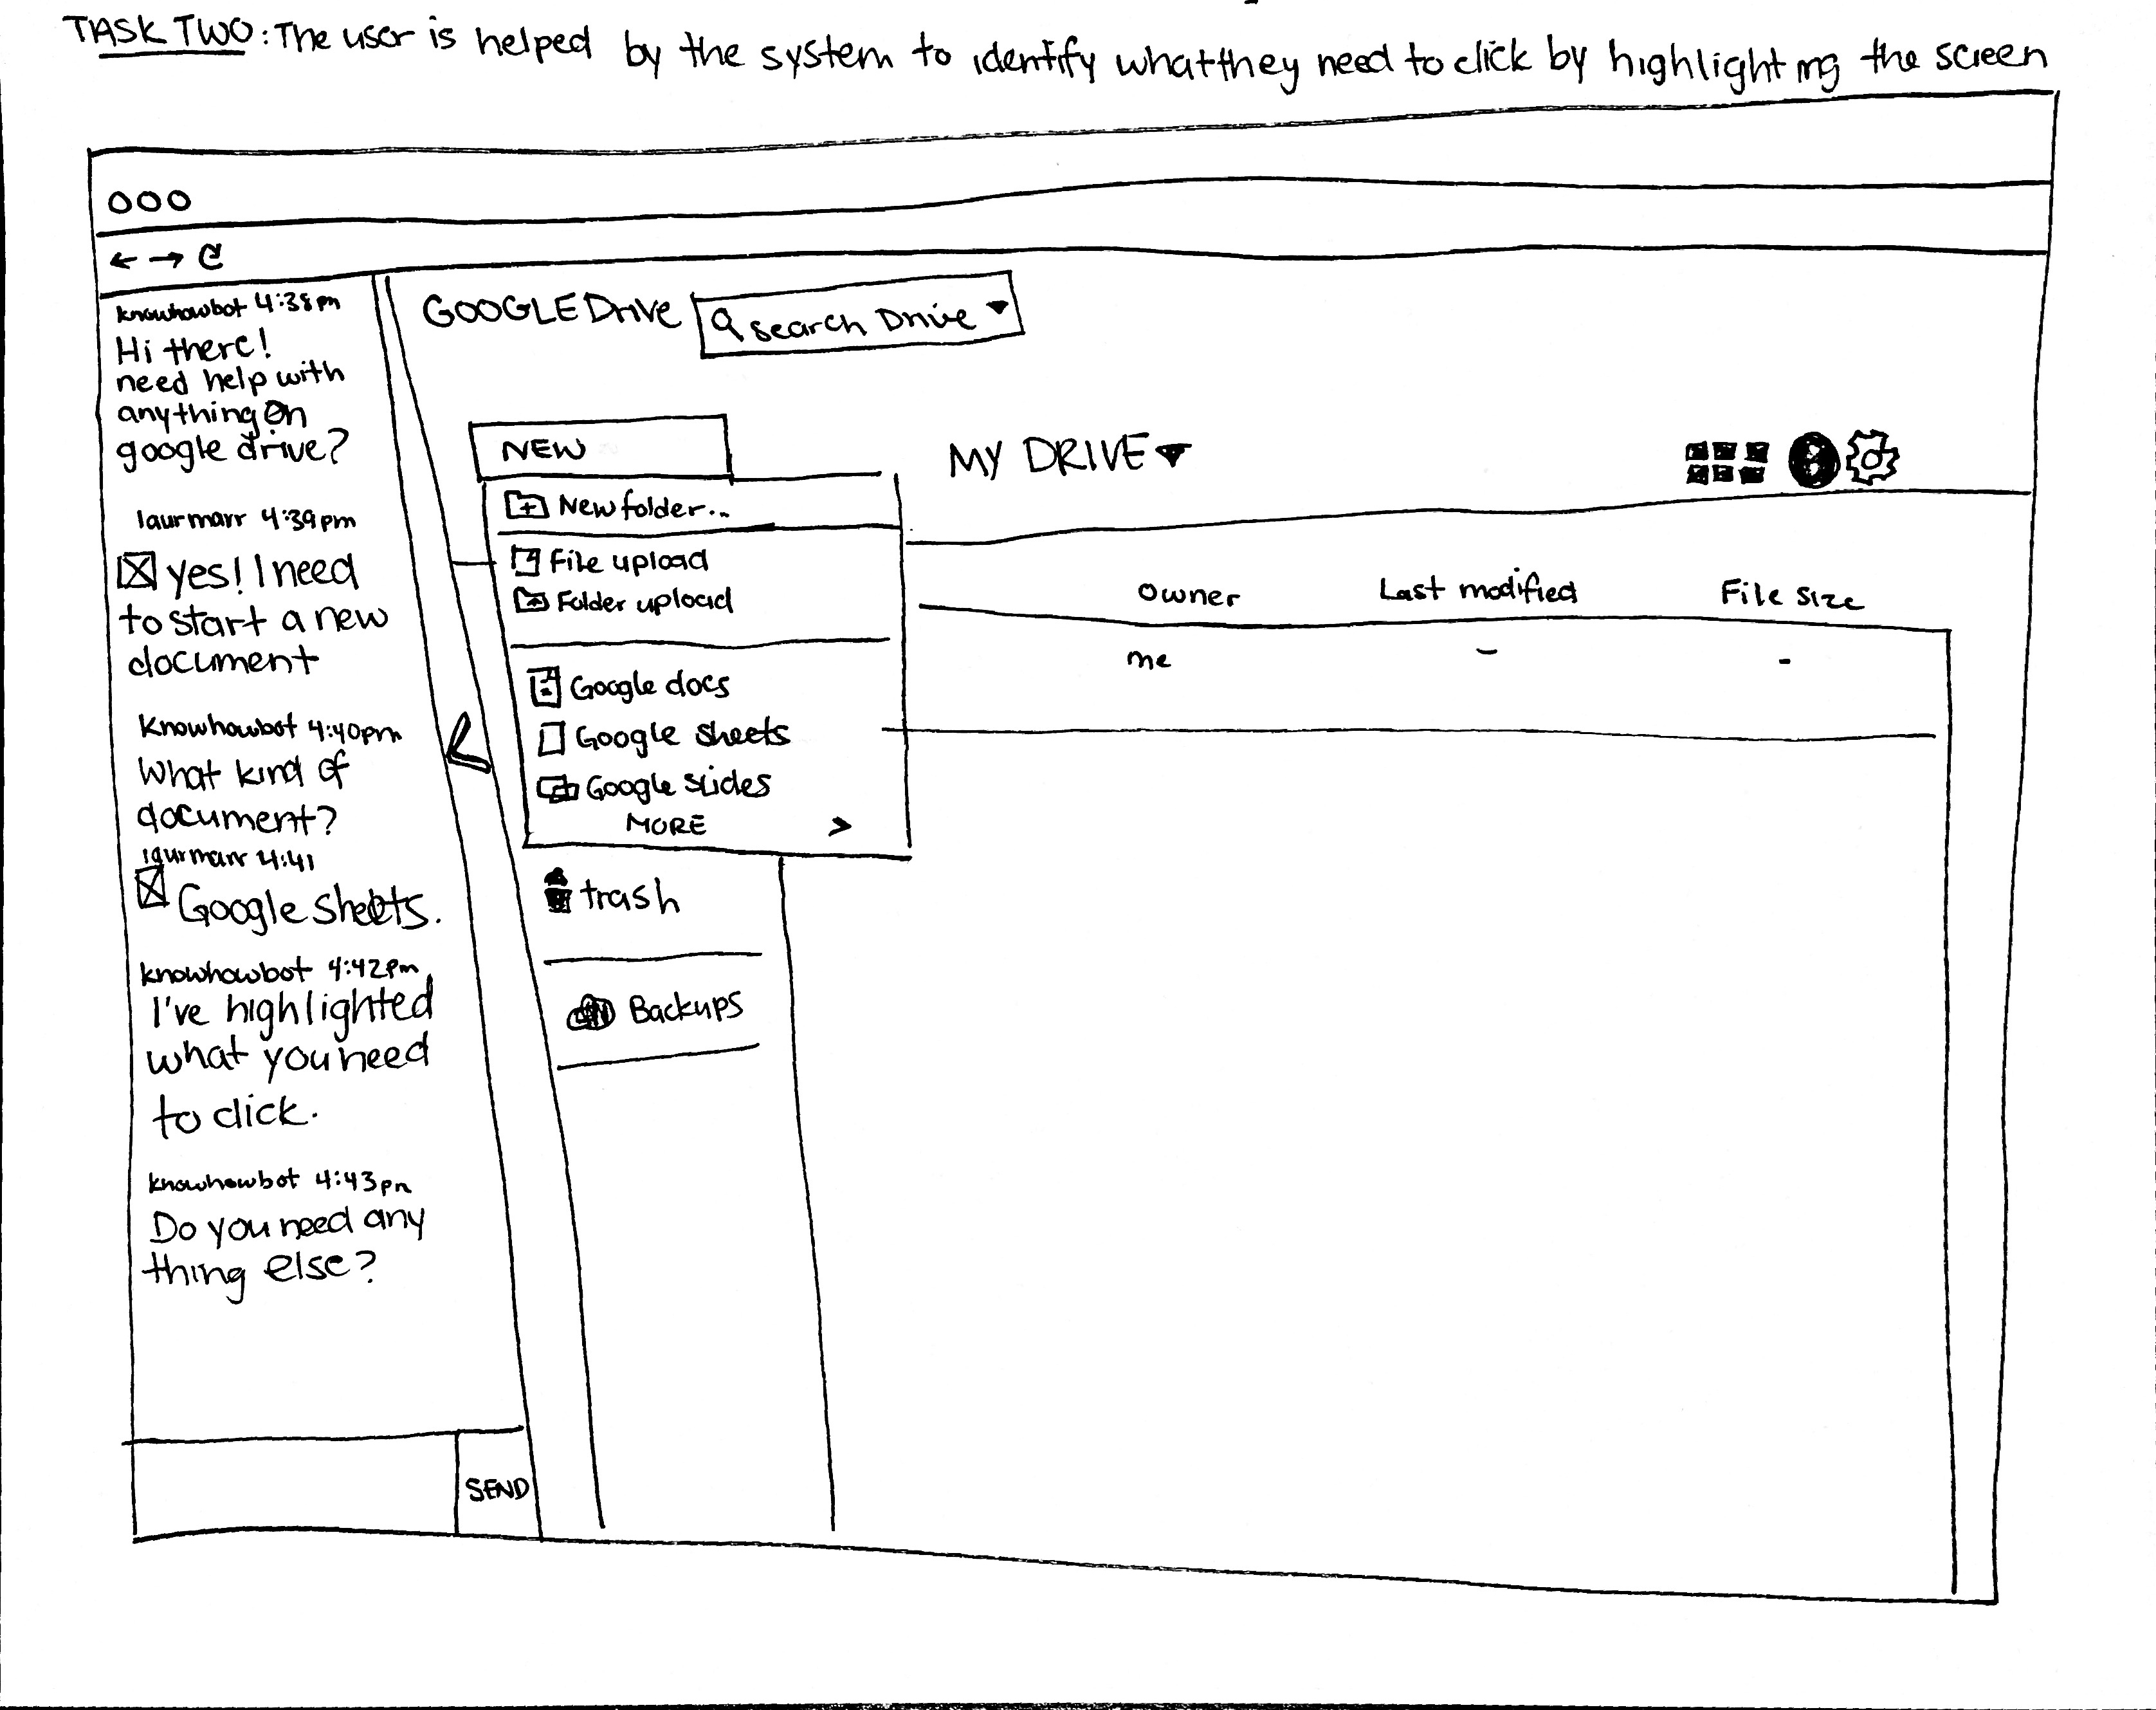 TASK TWO: The user is helped by the system to identify what they need to click by highlighting the screen
knowhowbot 4:38pm
Hi there!
need help with
anything on
google drive?
laurmarr 4:39pm
yes! I need
to start a new
document
Knowhowbot 4:40pm
What kind of
document?
laurmarr 4:41
Google sheets.
knowhowbot 4:42pm
I've highlighted
what you need
to click.
knowhowbot 4:43pm
Do you need any
thing else?
SEND
GOOGLE Drive
search Drive
NEW
New folder...
File upload
Folder upload
Google docs
Google sheets
Google slides
MORE >
trash
Backups
MY DRIVE
Owner Last modified File size
me - -